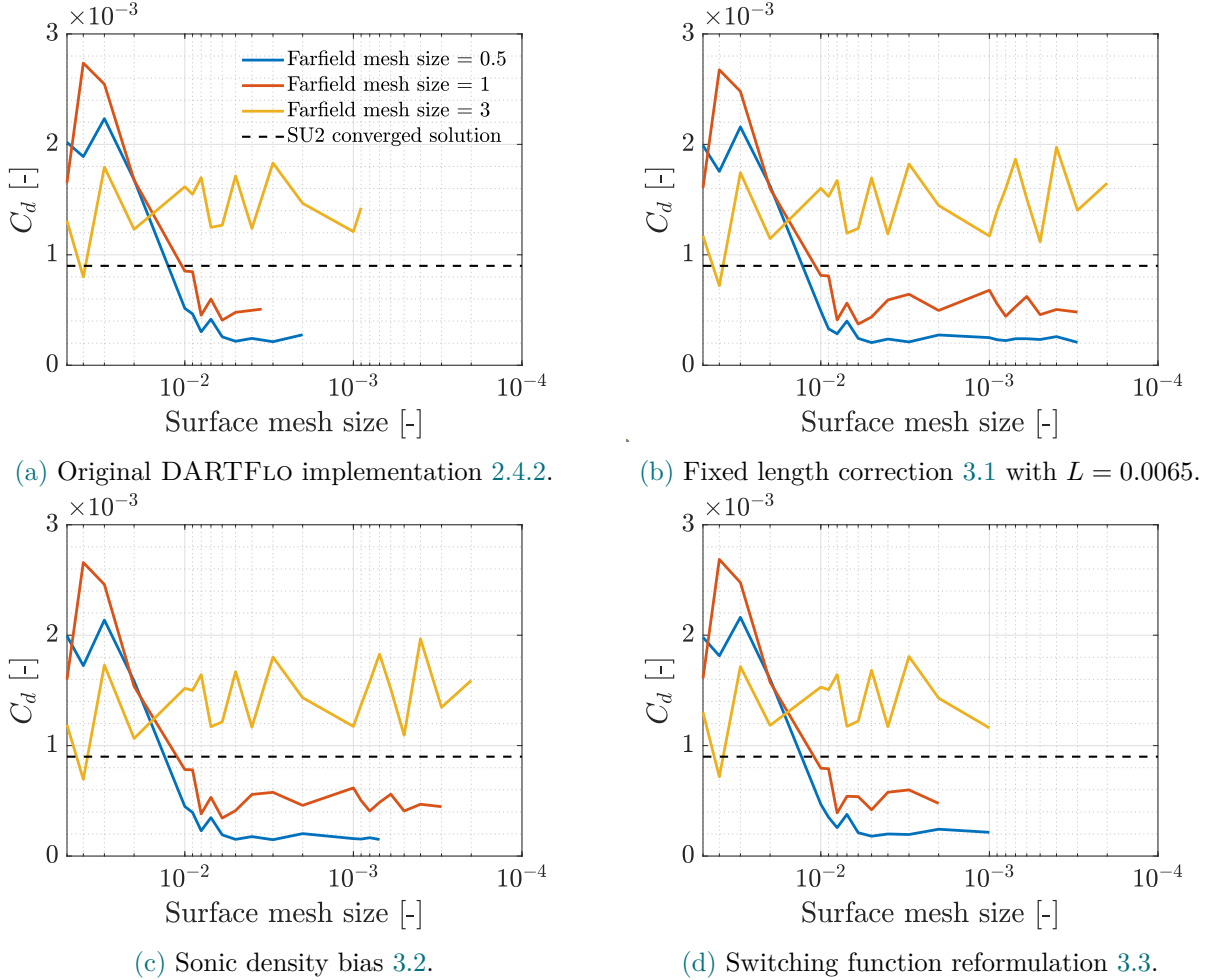 ×10⁻³
3
2
1
0
C_d [-]
Farfield mesh size = 0.5
Farfield mesh size = 1
Farfield mesh size = 3
SU2 converged solution
10⁻² 10⁻³ 10⁻⁴
Surface mesh size [-]
(a) Original DARTFLO implementation 2.4.2.
×10⁻³
3
2
1
0
C_d [-]
10⁻² 10⁻³ 10⁻⁴
Surface mesh size [-]
(b) Fixed length correction 3.1 with L = 0.0065.
×10⁻³
3
2
1
0
C_d [-]
10⁻² 10⁻³ 10⁻⁴
Surface mesh size [-]
(c) Sonic density bias 3.2.
×10⁻³
3
2
1
0
C_d [-]
10⁻² 10⁻³ 10⁻⁴
Surface mesh size [-]
(d) Switching function reformulation 3.3.